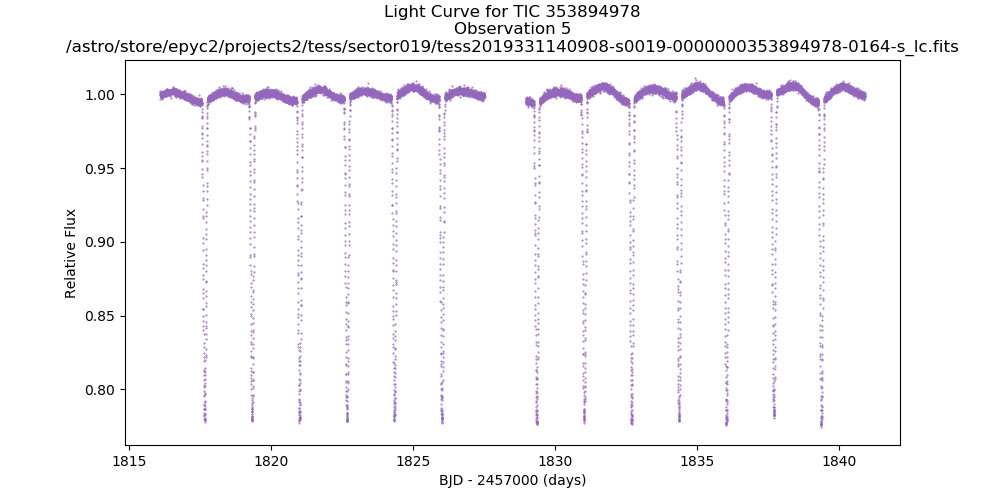 Light Curve for TIC 353894978
Observation 5
/astro/store/epyc2/projects2/tess/sector019/tess2019331140908-s0019-0000000353894978-0164-s_lc.fits
1.00
0.95
0.90
0.85
0.80
Relative Flux
1815 1820 1825 1830 1835 1840
BJD - 2457000 (days)